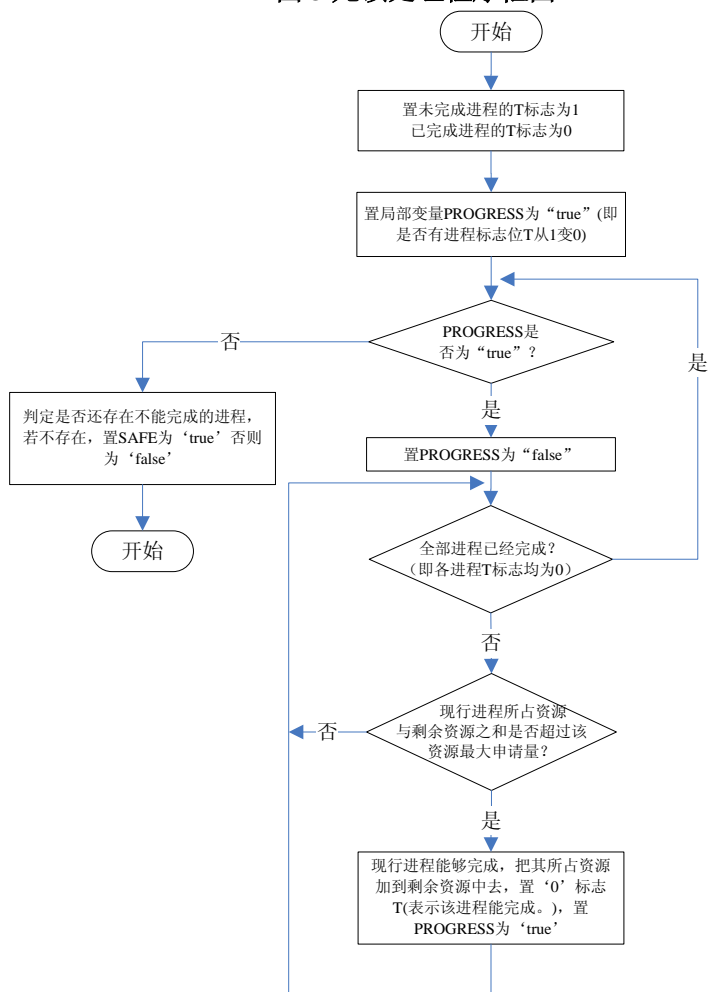 开始
置未完成进程的T标志为1
已完成进程的T标志为0
置局部变量PROGRESS为“true”(即
是否有进程标志位T从1变0)
PROGRESS是
否为“true”?
否
是
是
判定是否还存在不能完成的进程,
若不存在,置SAFE为‘true’否则
为‘false’
置PROGRESS为“false”
开始
全部进程已经完成?
(即各进程T标志均为0)
否
现行进程所占资源
与剩余资源之和是否超过该
资源最大申请量?
否
是
现行进程能够完成,把其所占资源
加到剩余资源中去,置‘0’标志
T(表示该进程能完成。),置
PROGRESS为‘true’